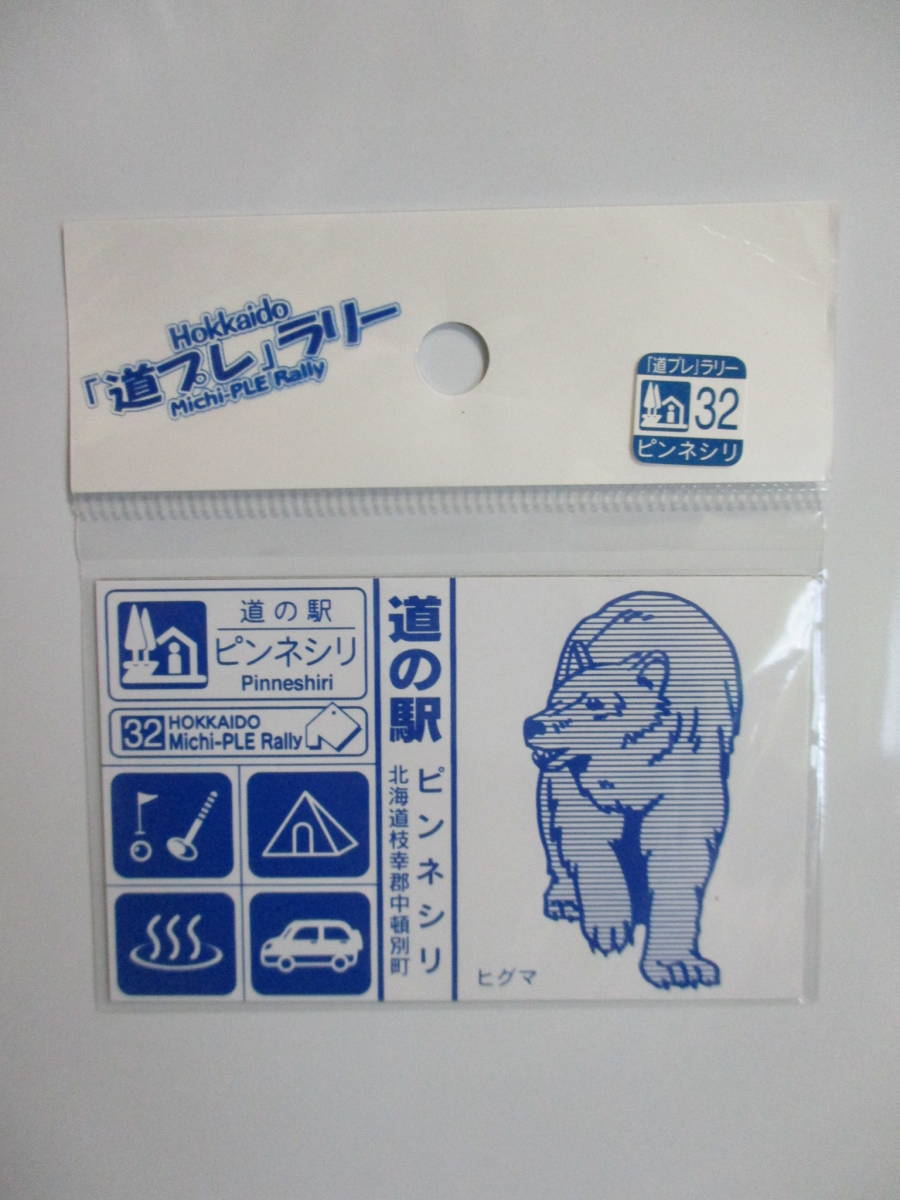 Hokkaido
「道プレ」ラリー
Michi-PLE Rally
「道プレ」ラリー
32
ピンネシリ
道の駅
ピンネシリ
Pinneshiri
32 HOKKAIDO
Michi-PLE Rally
道の駅 ピンネシリ
北海道枝幸郡中頓別町
ヒグマ